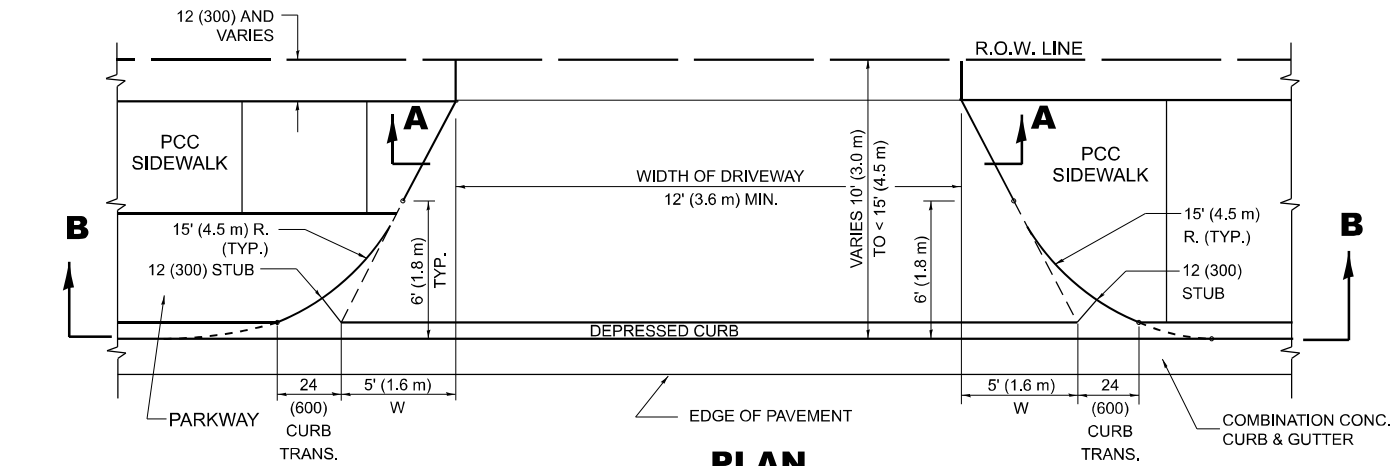 12 (300) AND
VARIES
R.O.W. LINE
A
A
PCC
SIDEWALK
WIDTH OF DRIVEWAY
12' (3.6 m) MIN.
VARIES 10' (3.0 m)
TO < 15' (4.5 m)
PCC
SIDEWALK
B
15' (4.5 m) R.
(TYP.)
12 (300) STUB
6' (1.8 m)
TYP.
6' (1.8 m)
15' (4.5 m)
R. (TYP.)
12 (300)
STUB
B
DEPRESSED CURB
PARKWAY
24
(600)
CURB
TRANS.
5' (1.6 m)
W
EDGE OF PAVEMENT
5' (1.6 m)
W
24
(600)
CURB
TRANS.
COMBINATION CONC.
CURB & GUTTER
PLAN